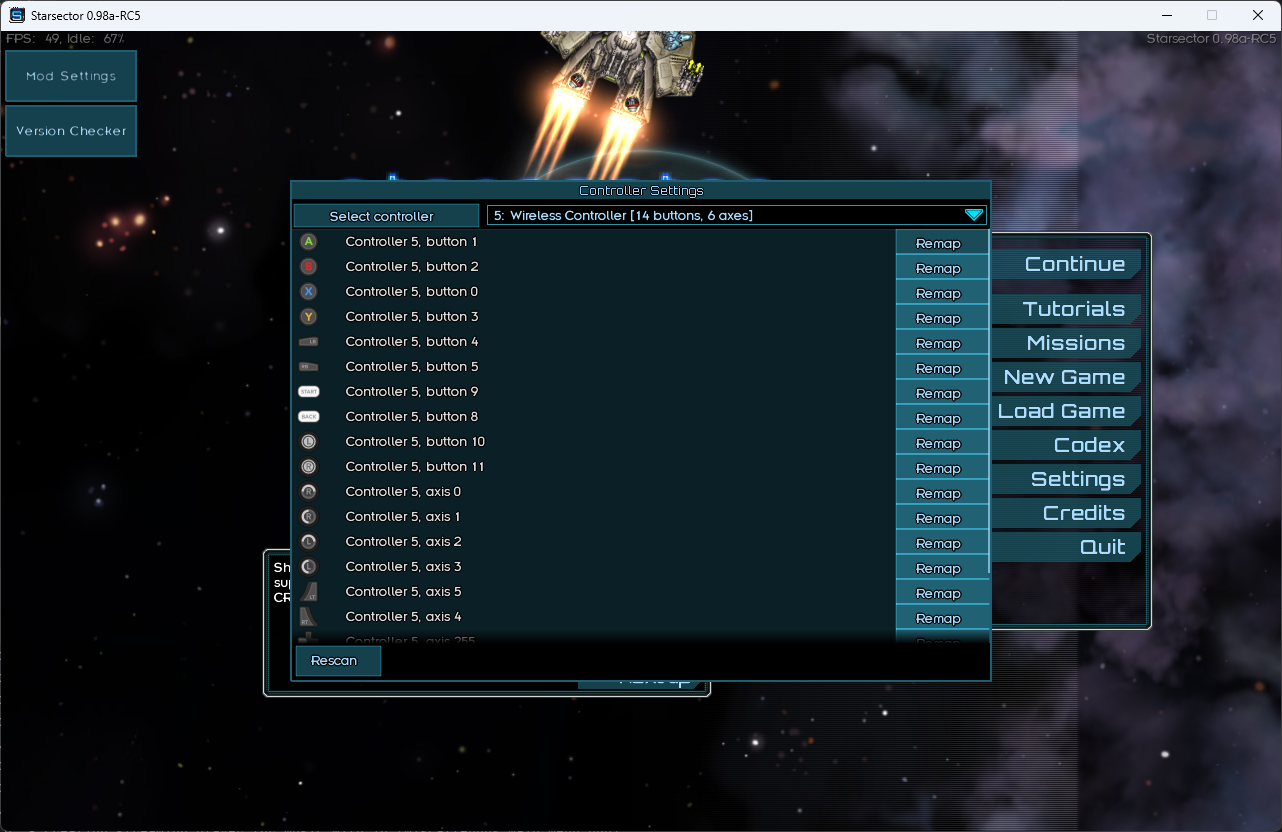 Starsector 0.98a-RC5
FPS: 49, Idle: 67%
Starsector 0.98a-RC5
Mod Settings
Version Checker
Controller Settings
Select controller
5: Wireless Controller [14 buttons, 6 axes]
A Controller 5, button 1 Remap
B Controller 5, button 2 Remap
X Controller 5, button 0 Remap
Y Controller 5, button 3 Remap
LB Controller 5, button 4 Remap
RB Controller 5, button 5 Remap
START Controller 5, button 9 Remap
BACK Controller 5, button 8 Remap
L Controller 5, button 10 Remap
R Controller 5, button 11 Remap
R Controller 5, axis 0 Remap
R Controller 5, axis 1 Remap
L Controller 5, axis 2 Remap
L Controller 5, axis 3 Remap
LT Controller 5, axis 5 Remap
RT Controller 5, axis 4 Remap
Controller 5, axis 255 Remap
Rescan
Continue
Tutorials
Missions
New Game
Load Game
Codex
Settings
Credits
Quit
Sh
su
CR